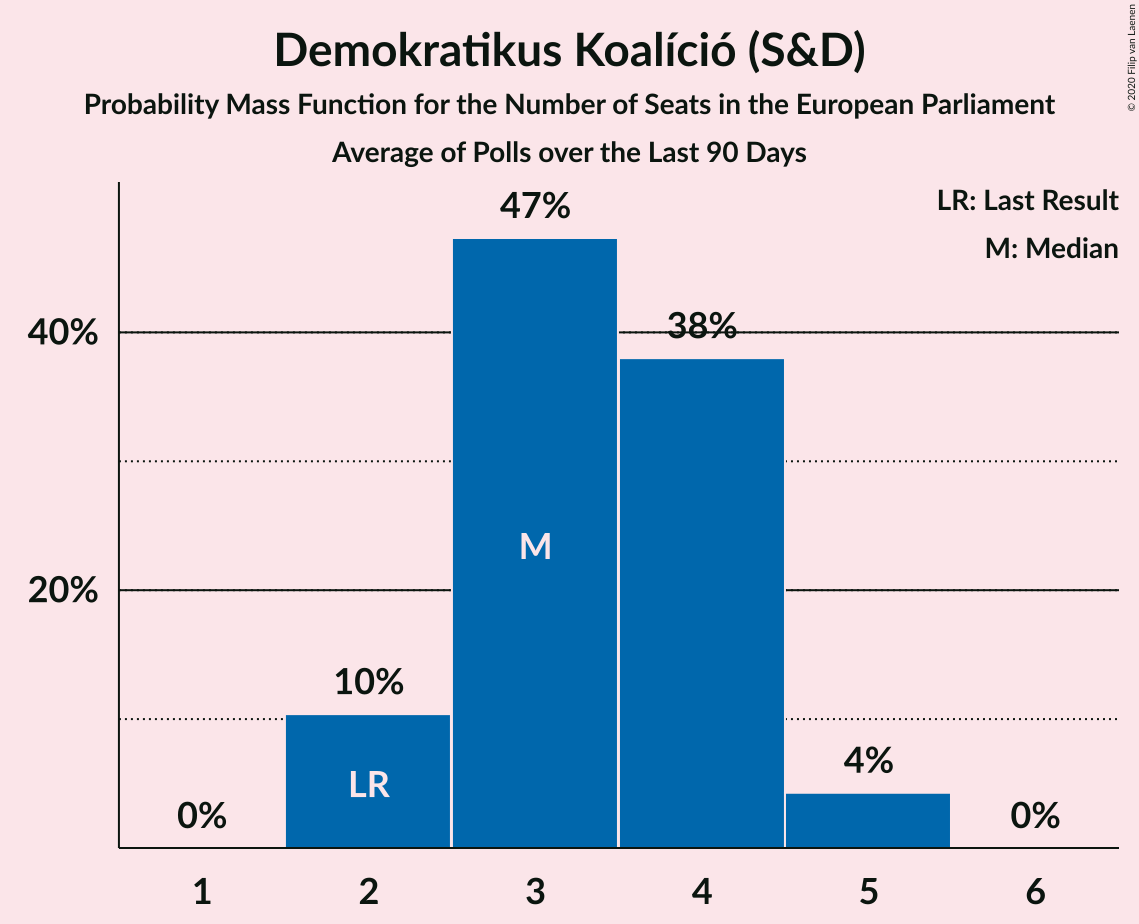 Demokratikus Koalíció (S&D)
Probability Mass Function for the Number of Seats in the European Parliament
Average of Polls over the Last 90 Days
© 2020 Filip van Laenen
LR: Last Result
M: Median
47%
38%
40%
M
20%
10%
LR
4%
0%
0%
1 2 3 4 5 6